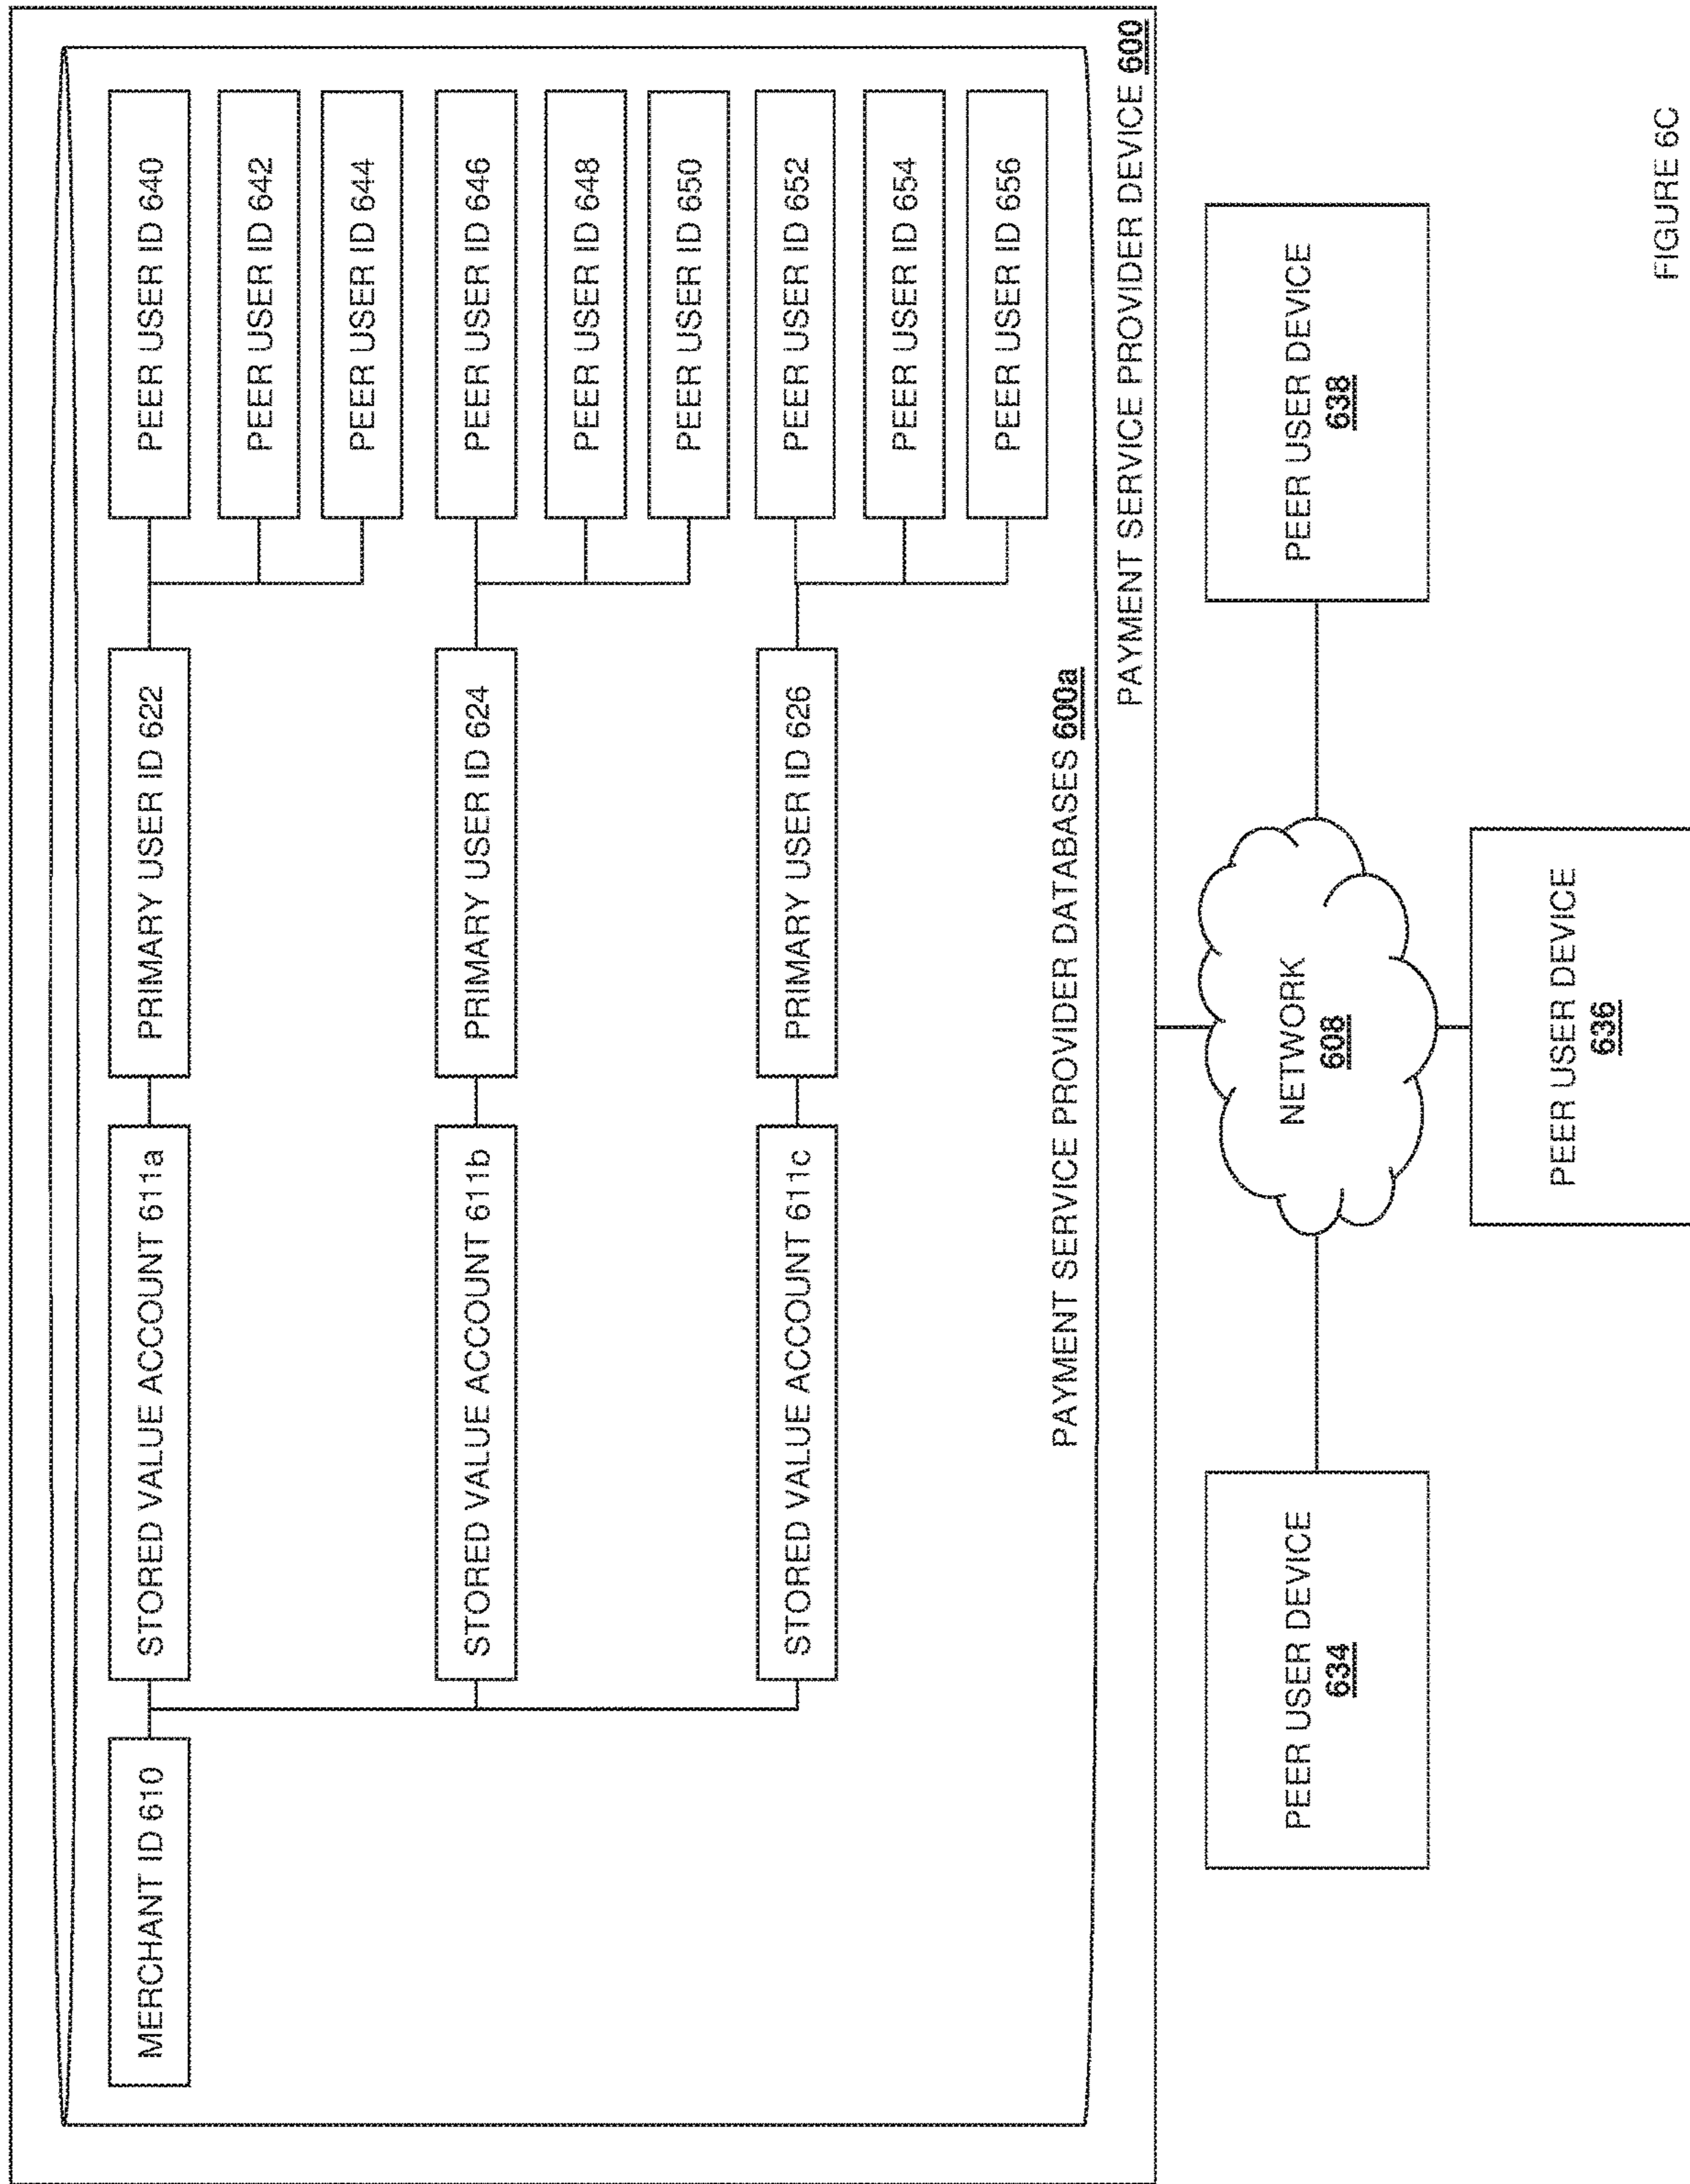 MERCHANT ID 610
STORED VALUE ACCOUNT 611a
PRIMARY USER ID 622
PEER USER ID 640
PEER USER ID 642
PEER USER ID 644
STORED VALUE ACCOUNT 611b
PRIMARY USER ID 624
PEER USER ID 646
PEER USER ID 648
PEER USER ID 650
STORED VALUE ACCOUNT 611c
PRIMARY USER ID 626
PEER USER ID 652
PEER USER ID 654
PEER USER ID 656
PAYMENT SERVICE PROVIDER DATABASES 600a
PAYMENT SERVICE PROVIDER DEVICE 600
PEER USER DEVICE
634
NETWORK
608
PEER USER DEVICE
638
PEER USER DEVICE
636
FIGURE 6C